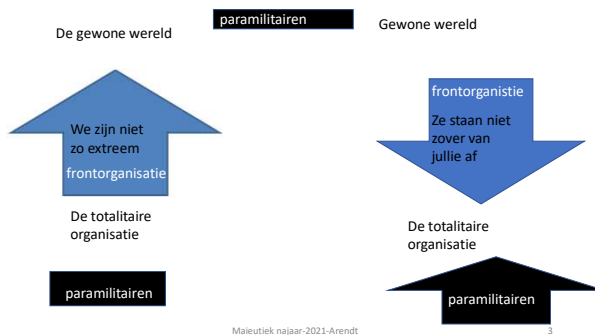 De gewone wereld
paramilitairen
Gewone wereld
We zijn niet
zo extreem
frontorganisatie
De totalitaire
organisatie
paramilitairen
frontorganistie
Ze staan niet
zover van
jullie af
De totalitaire
organisatie
paramilitairen
Maieutiek najaar-2021-Arendt
3